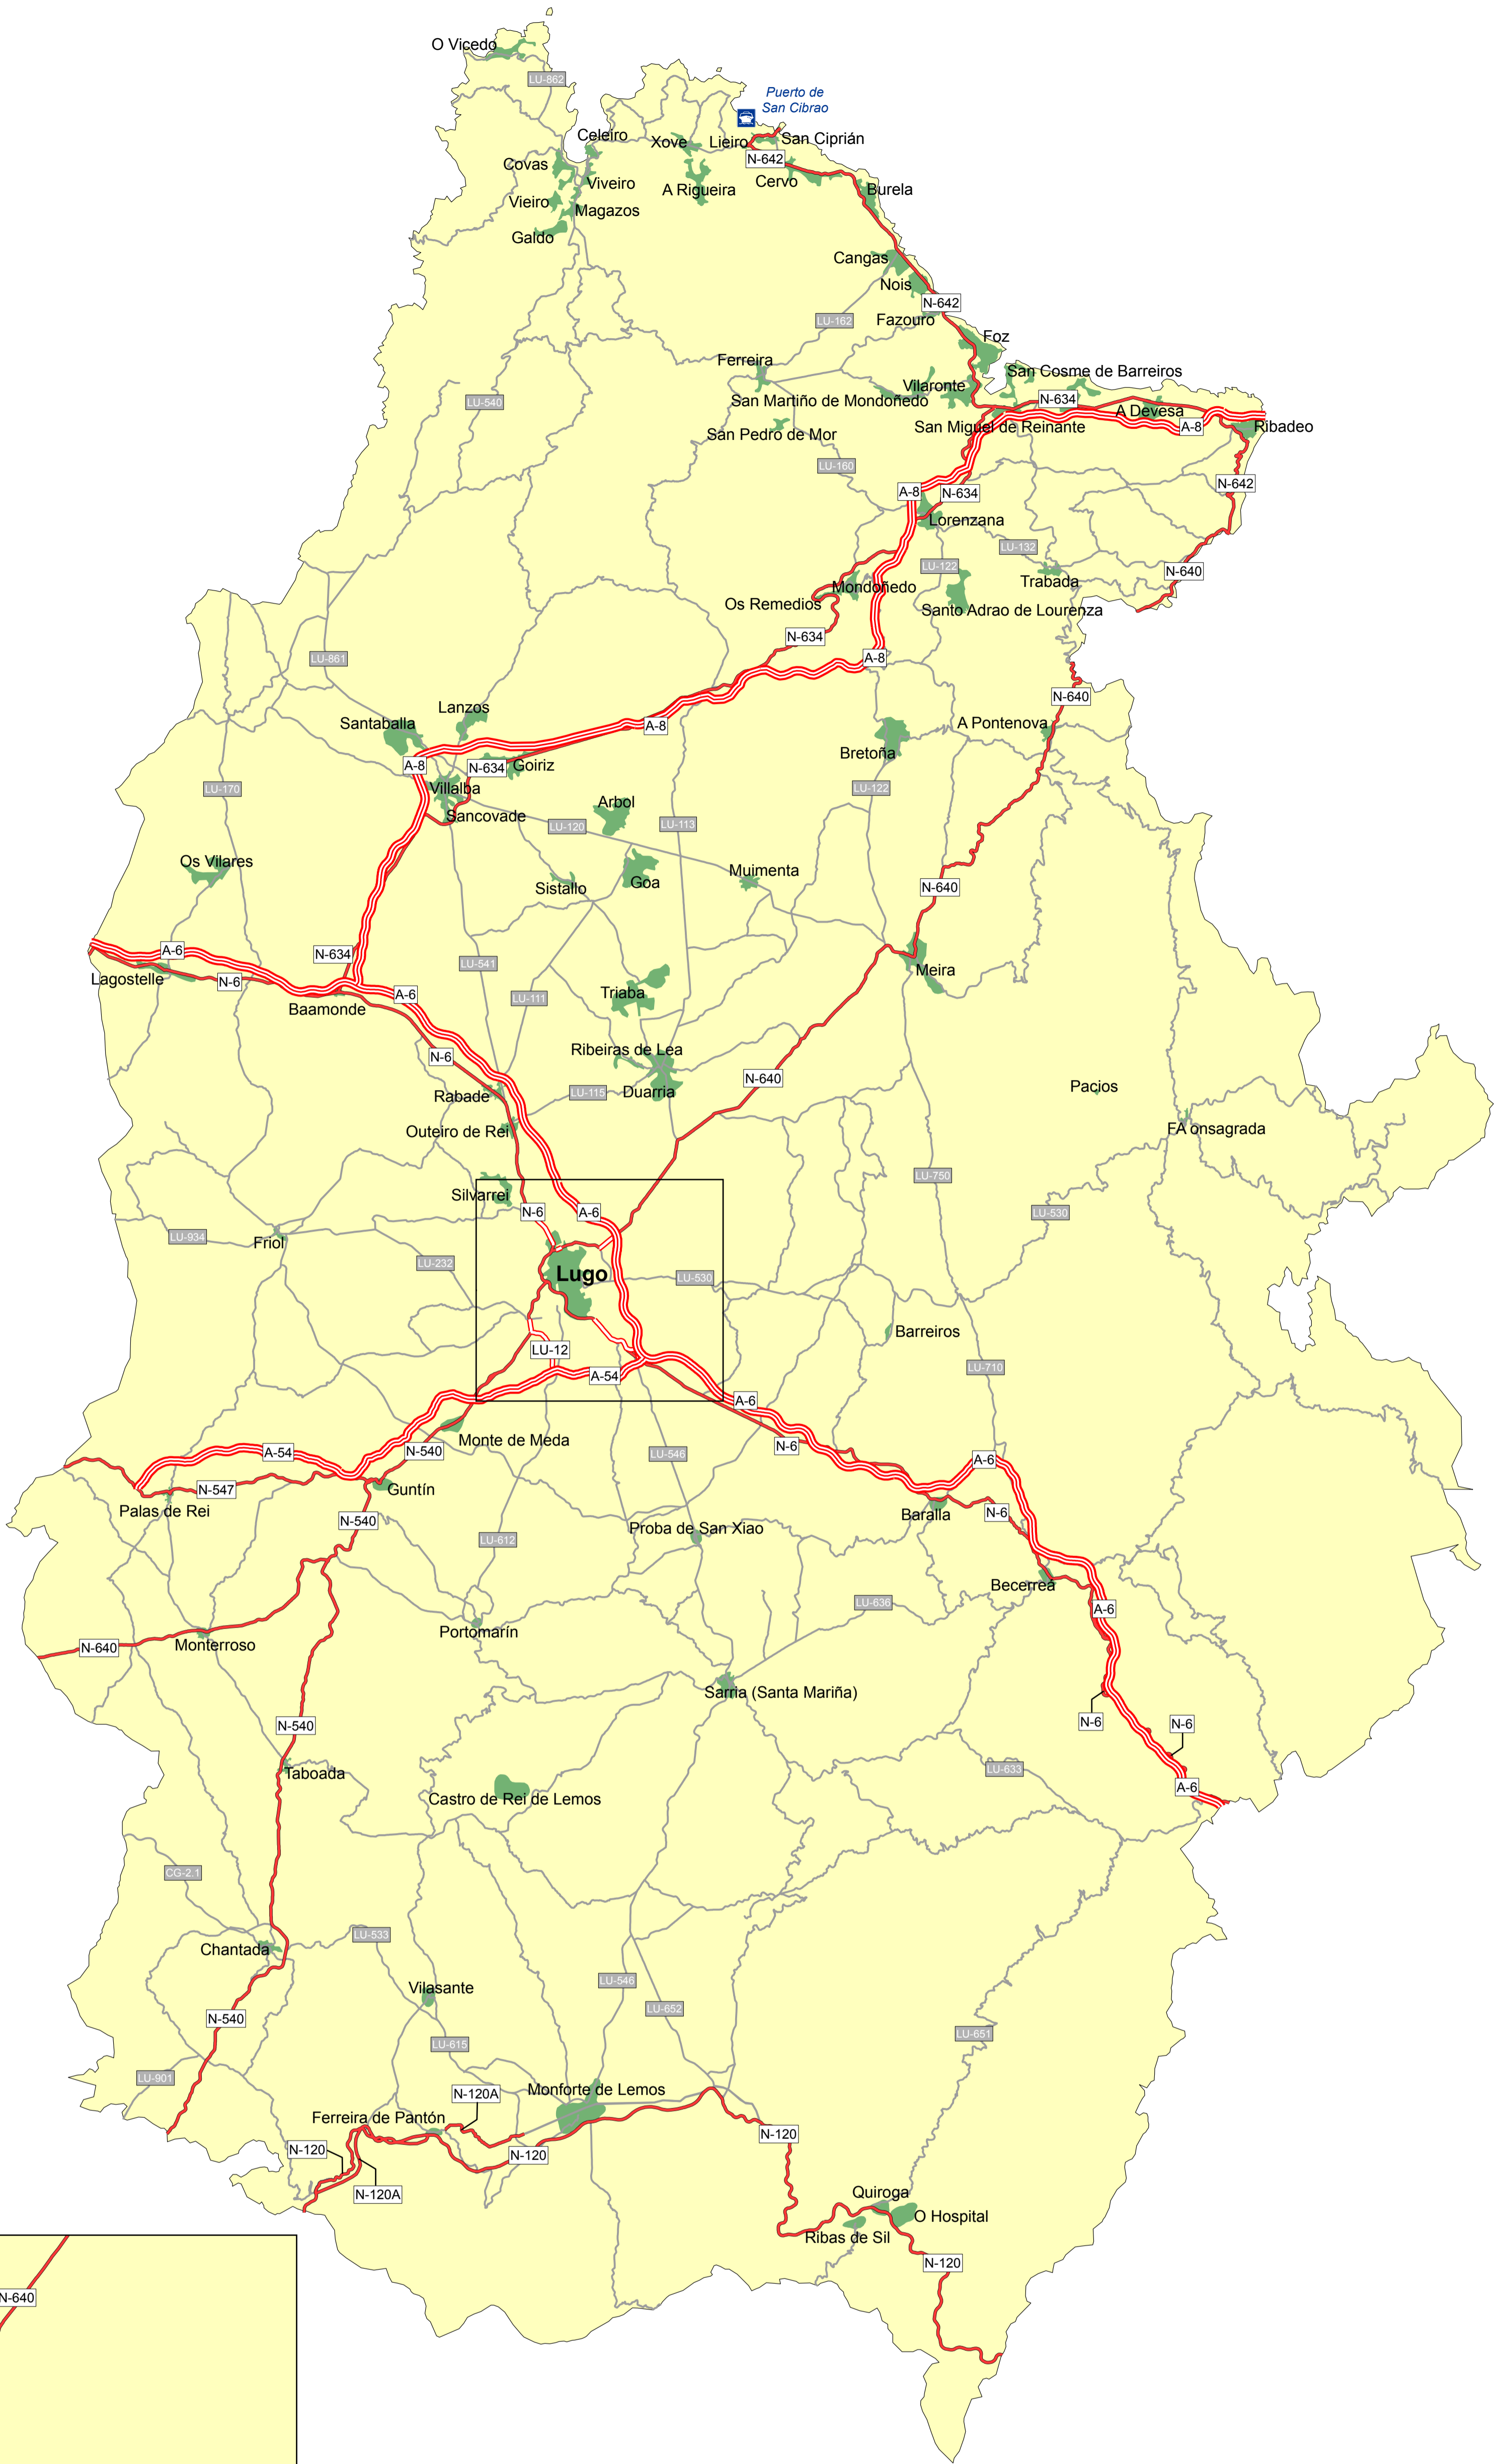 O Vicedo
LU-862
Puerto de
San Cibrao
Celeiro
Xove
Lieiro
San Ciprián
Covas
N-642
Viveiro
A Rigueira
Cervo
Burela
Vieiro
Magazos
Galdo
Cangas
Nois
N-642
LU-162
Fazouro
Foz
Ferreira
San Cosme de Barreiros
Vilaronte
LU-540
San Martiño de Mondoñedo
N-634
A Devesa
San Pedro de Mor
San Miguel de Reinante
A-8
Ribadeo
LU-160
A-8
N-634
N-642
Lorenzana
LU-132
LU-122
N-640
Mondoñedo
Trabada
Os Remedios
Santo Adrao de Lourenza
N-634
LU-861
A-8
N-640
Lanzos
Santaballa
A-8
A Pontenova
Bretoña
A-8
N-634
Goiriz
LU-170
Villalba
LU-122
Arbol
Sancovade
LU-120
LU-113
Os Vilares
Muimenta
Sistallo
Goa
N-640
A-6
N-634
Lagostelle
N-6
LU-541
Meira
A-6
LU-111
Triaba
Baamonde
N-6
Ribeiras de Lea
N-640
Rabade
LU-115
Duarria
Pacios
Outeiro de Rei
FA onsagrada
LU-750
Silvarrei
N-6
A-6
LU-530
LU-934
Friol
LU-232
Lugo
LU-530
Barreiros
LU-12
LU-710
A-54
A-6
Monte de Meda
N-6
A-54
N-540
LU-546
A-6
N-547
Guntín
Palas de Rei
Baralla
N-6
N-540
LU-612
Proba de San Xiao
Becerreá
LU-636
A-6
Portomarín
N-640
Monterroso
Sarria (Santa Mariña)
N-540
N-6
N-6
Taboada
LU-633
A-6
Castro de Rei de Lemos
CG-2.1
LU-533
Chantada
LU-546
Vilasante
LU-652
N-540
LU-651
LU-615
LU-901
N-120A
Monforte de Lemos
Ferreira de Pantón
N-120
N-120
N-120
N-120A
Quiroga
O Hospital
Ribas de Sil
N-120
N-640